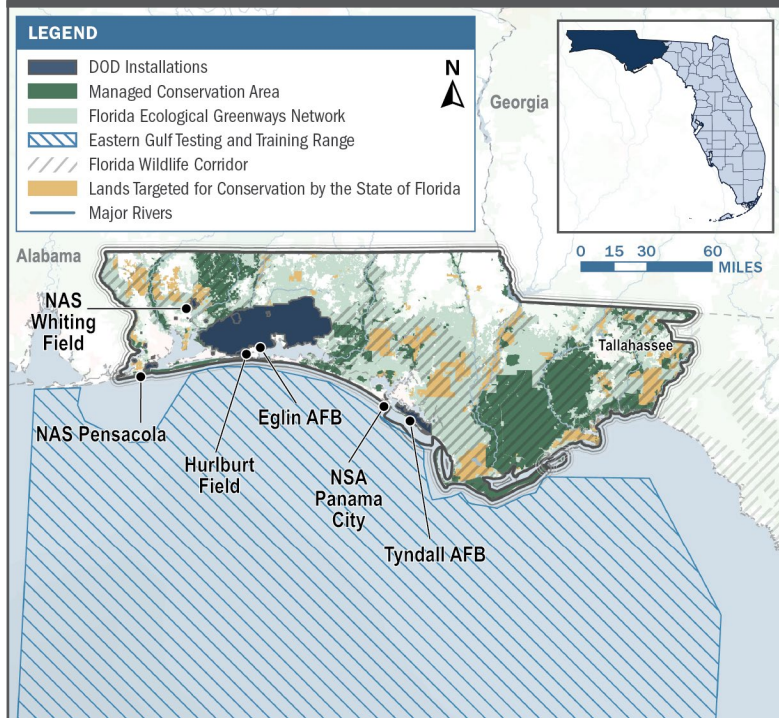 LEGEND
DOD Installations
Managed Conservation Area
Florida Ecological Greenways Network
Eastern Gulf Testing and Training Range
Florida Wildlife Corridor
Lands Targeted for Conservation by the State of Florida
Major Rivers
N
Georgia
0 15 30 60
MILES
Alabama
NAS
Whiting
Field
Tallahassee
NAS Pensacola
Eglin AFB
Hurlburt
Field
NSA
Panama
City
Tyndall AFB